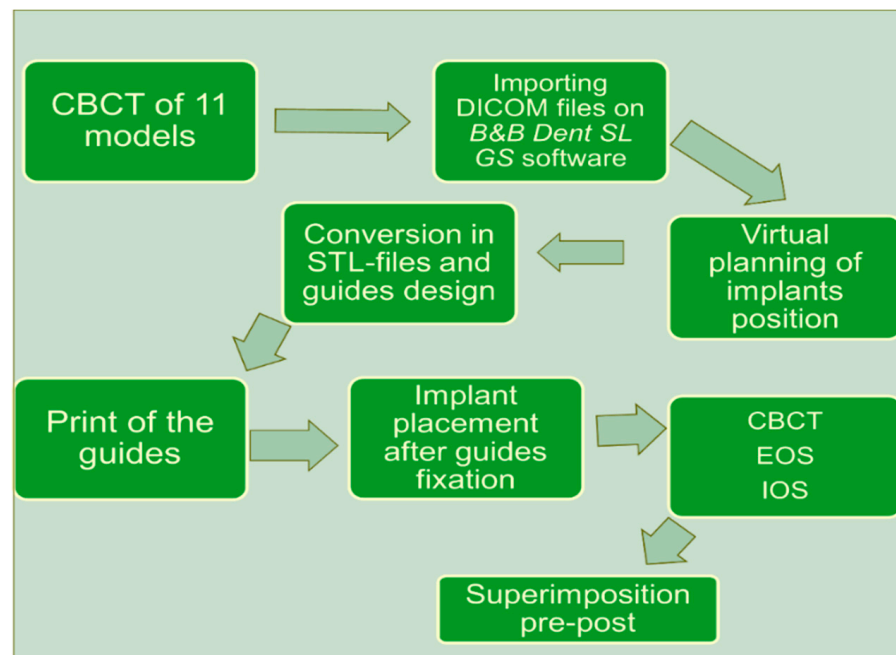 CBCT of 11
models
Importing
DICOM files on
B&B Dent SL
GS software
Virtual
planning of
implants
position
Conversion in
STL-files and
guides design
Print of the
guides
Implant
placement
after guides
fixation
CBCT
EOS
IOS
Superimposition
pre-post